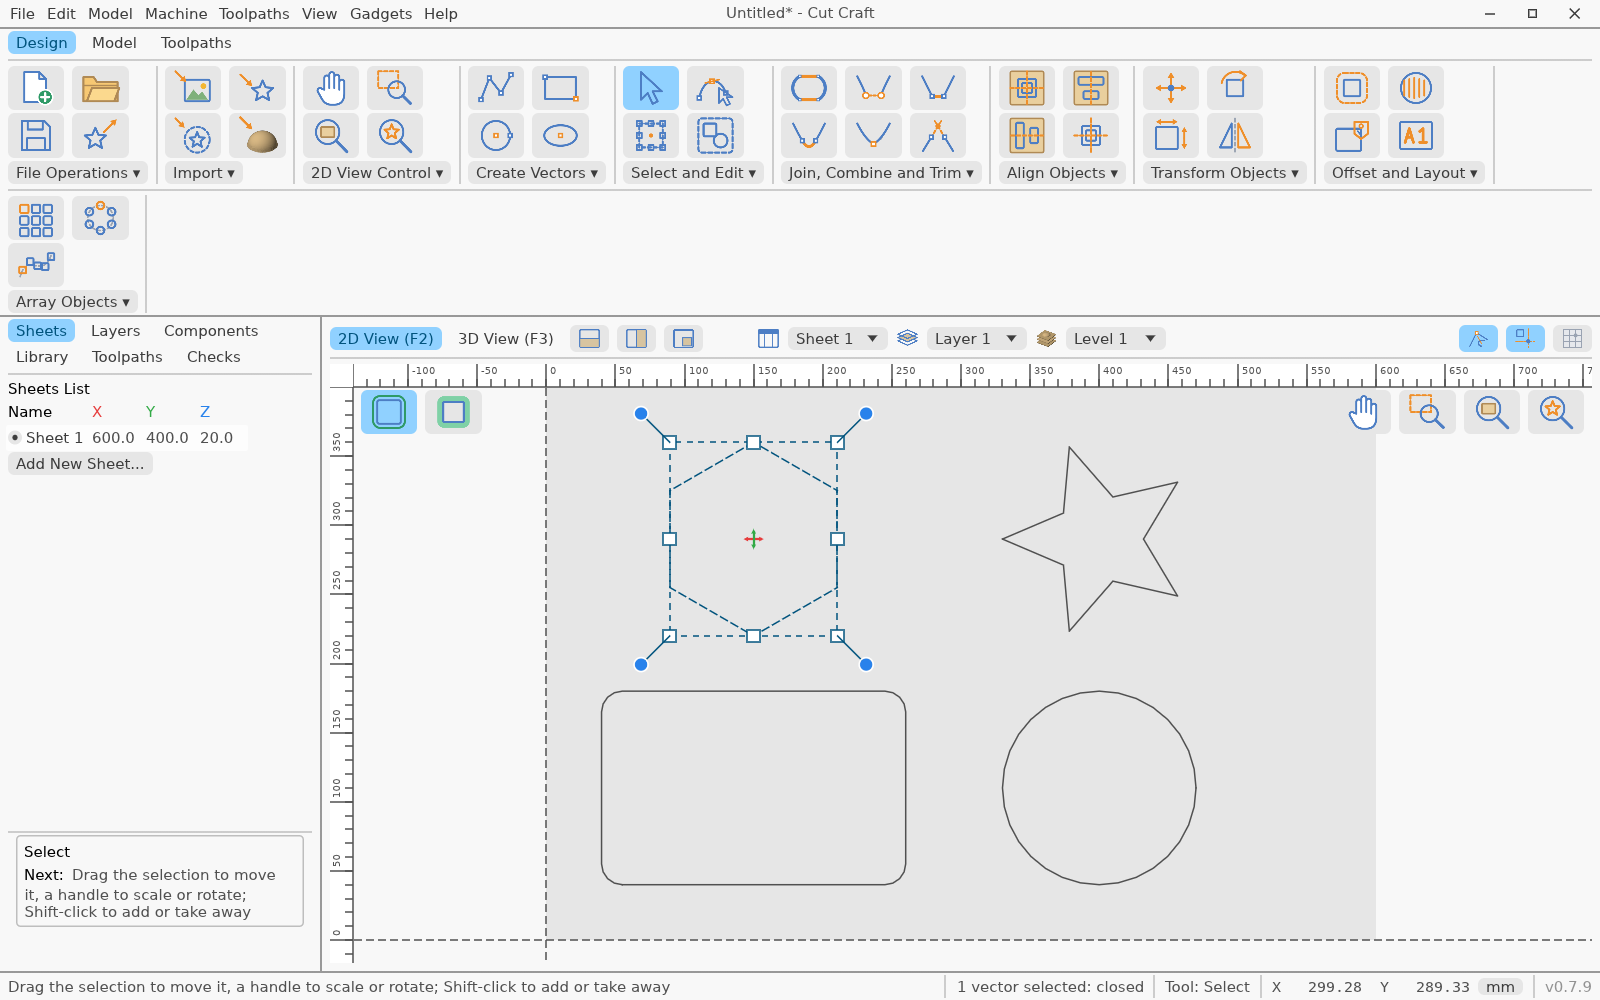 File Edit Model Machine Toolpaths View Gadgets Help
Untitled* - Cut Craft
Design Model Toolpaths
File Operations ▾ Import ▾ 2D View Control ▾ Create Vectors ▾ Select and Edit ▾ Join, Combine and Trim ▾ Align Objects ▾ Transform Objects ▾ Offset and Layout ▾
A1
Array Objects ▾
Sheets Layers Components
Library Toolpaths Checks
Sheets List
Name X Y Z
Sheet 1 600.0 400.0 20.0
Add New Sheet...
2D View (F2) 3D View (F3) Sheet 1 Layer 1 Level 1
-100 -50 0 50 100 150 200 250 300 350 400 450 500 550 600 650 700 7
350
300
250
200
150
100
50
0
Select
Next: Drag the selection to move
it, a handle to scale or rotate;
Shift-click to add or take away
Drag the selection to move it, a handle to scale or rotate; Shift-click to add or take away
1 vector selected: closed
Tool: Select
X 299.28 Y 289.33 mm
v0.7.9